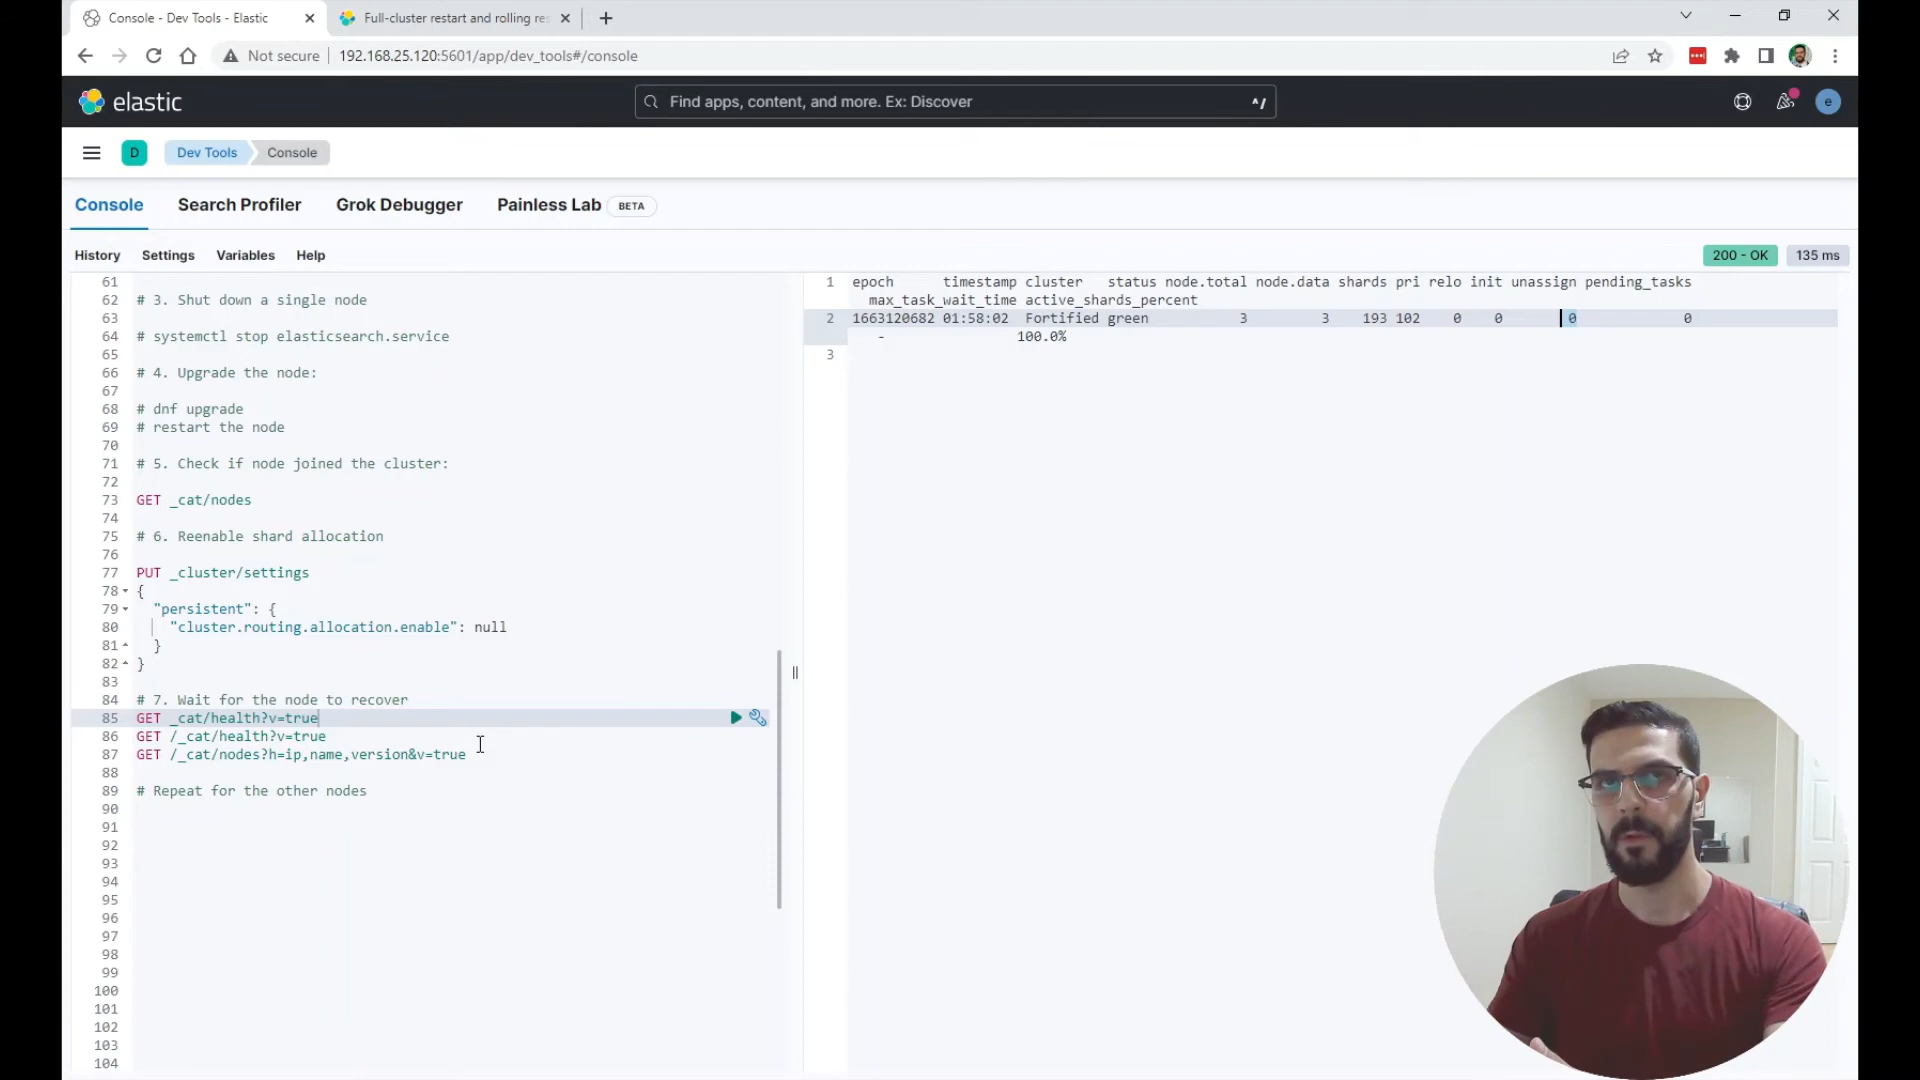 Console - Dev Tools - Elastic
Full-cluster restart and rolling res
Not secure
192.168.25.120:5601/app/dev_tools#/console
elastic
Find apps, content, and more. Ex: Discover
^/
e
D
Dev Tools
Console
Console
Search Profiler
Grok Debugger
Painless Lab
BETA
History
Settings
Variables
Help
200 - OK
135 ms
61
62 # 3. Shut down a single node
63
64 # systemctl stop elasticsearch.service
65
66 # 4. Upgrade the node:
67
68 # dnf upgrade
69 # restart the node
70
71 # 5. Check if node joined the cluster:
72
73 GET _cat/nodes
74
75 # 6. Reenable shard allocation
76
77 PUT _cluster/settings
78 {
79 "persistent": {
80 "cluster.routing.allocation.enable": null
81 }
82 }
83
84 # 7. Wait for the node to recover
85 GET _cat/health?v=true
86 GET /_cat/health?v=true
87 GET /_cat/nodes?h=ip,name,version&v=true
88
89 # Repeat for the other nodes
90
91
92
93
94
95
96
97
98
99
100
101
102
103
104
1 epoch timestamp cluster status node.total node.data shards pri relo init unassign pending_tasks
max_task_wait_time active_shards_percent
2 1663120682 01:58:02 Fortified green 3 3 193 102 0 0 0 0
- 100.0%
3